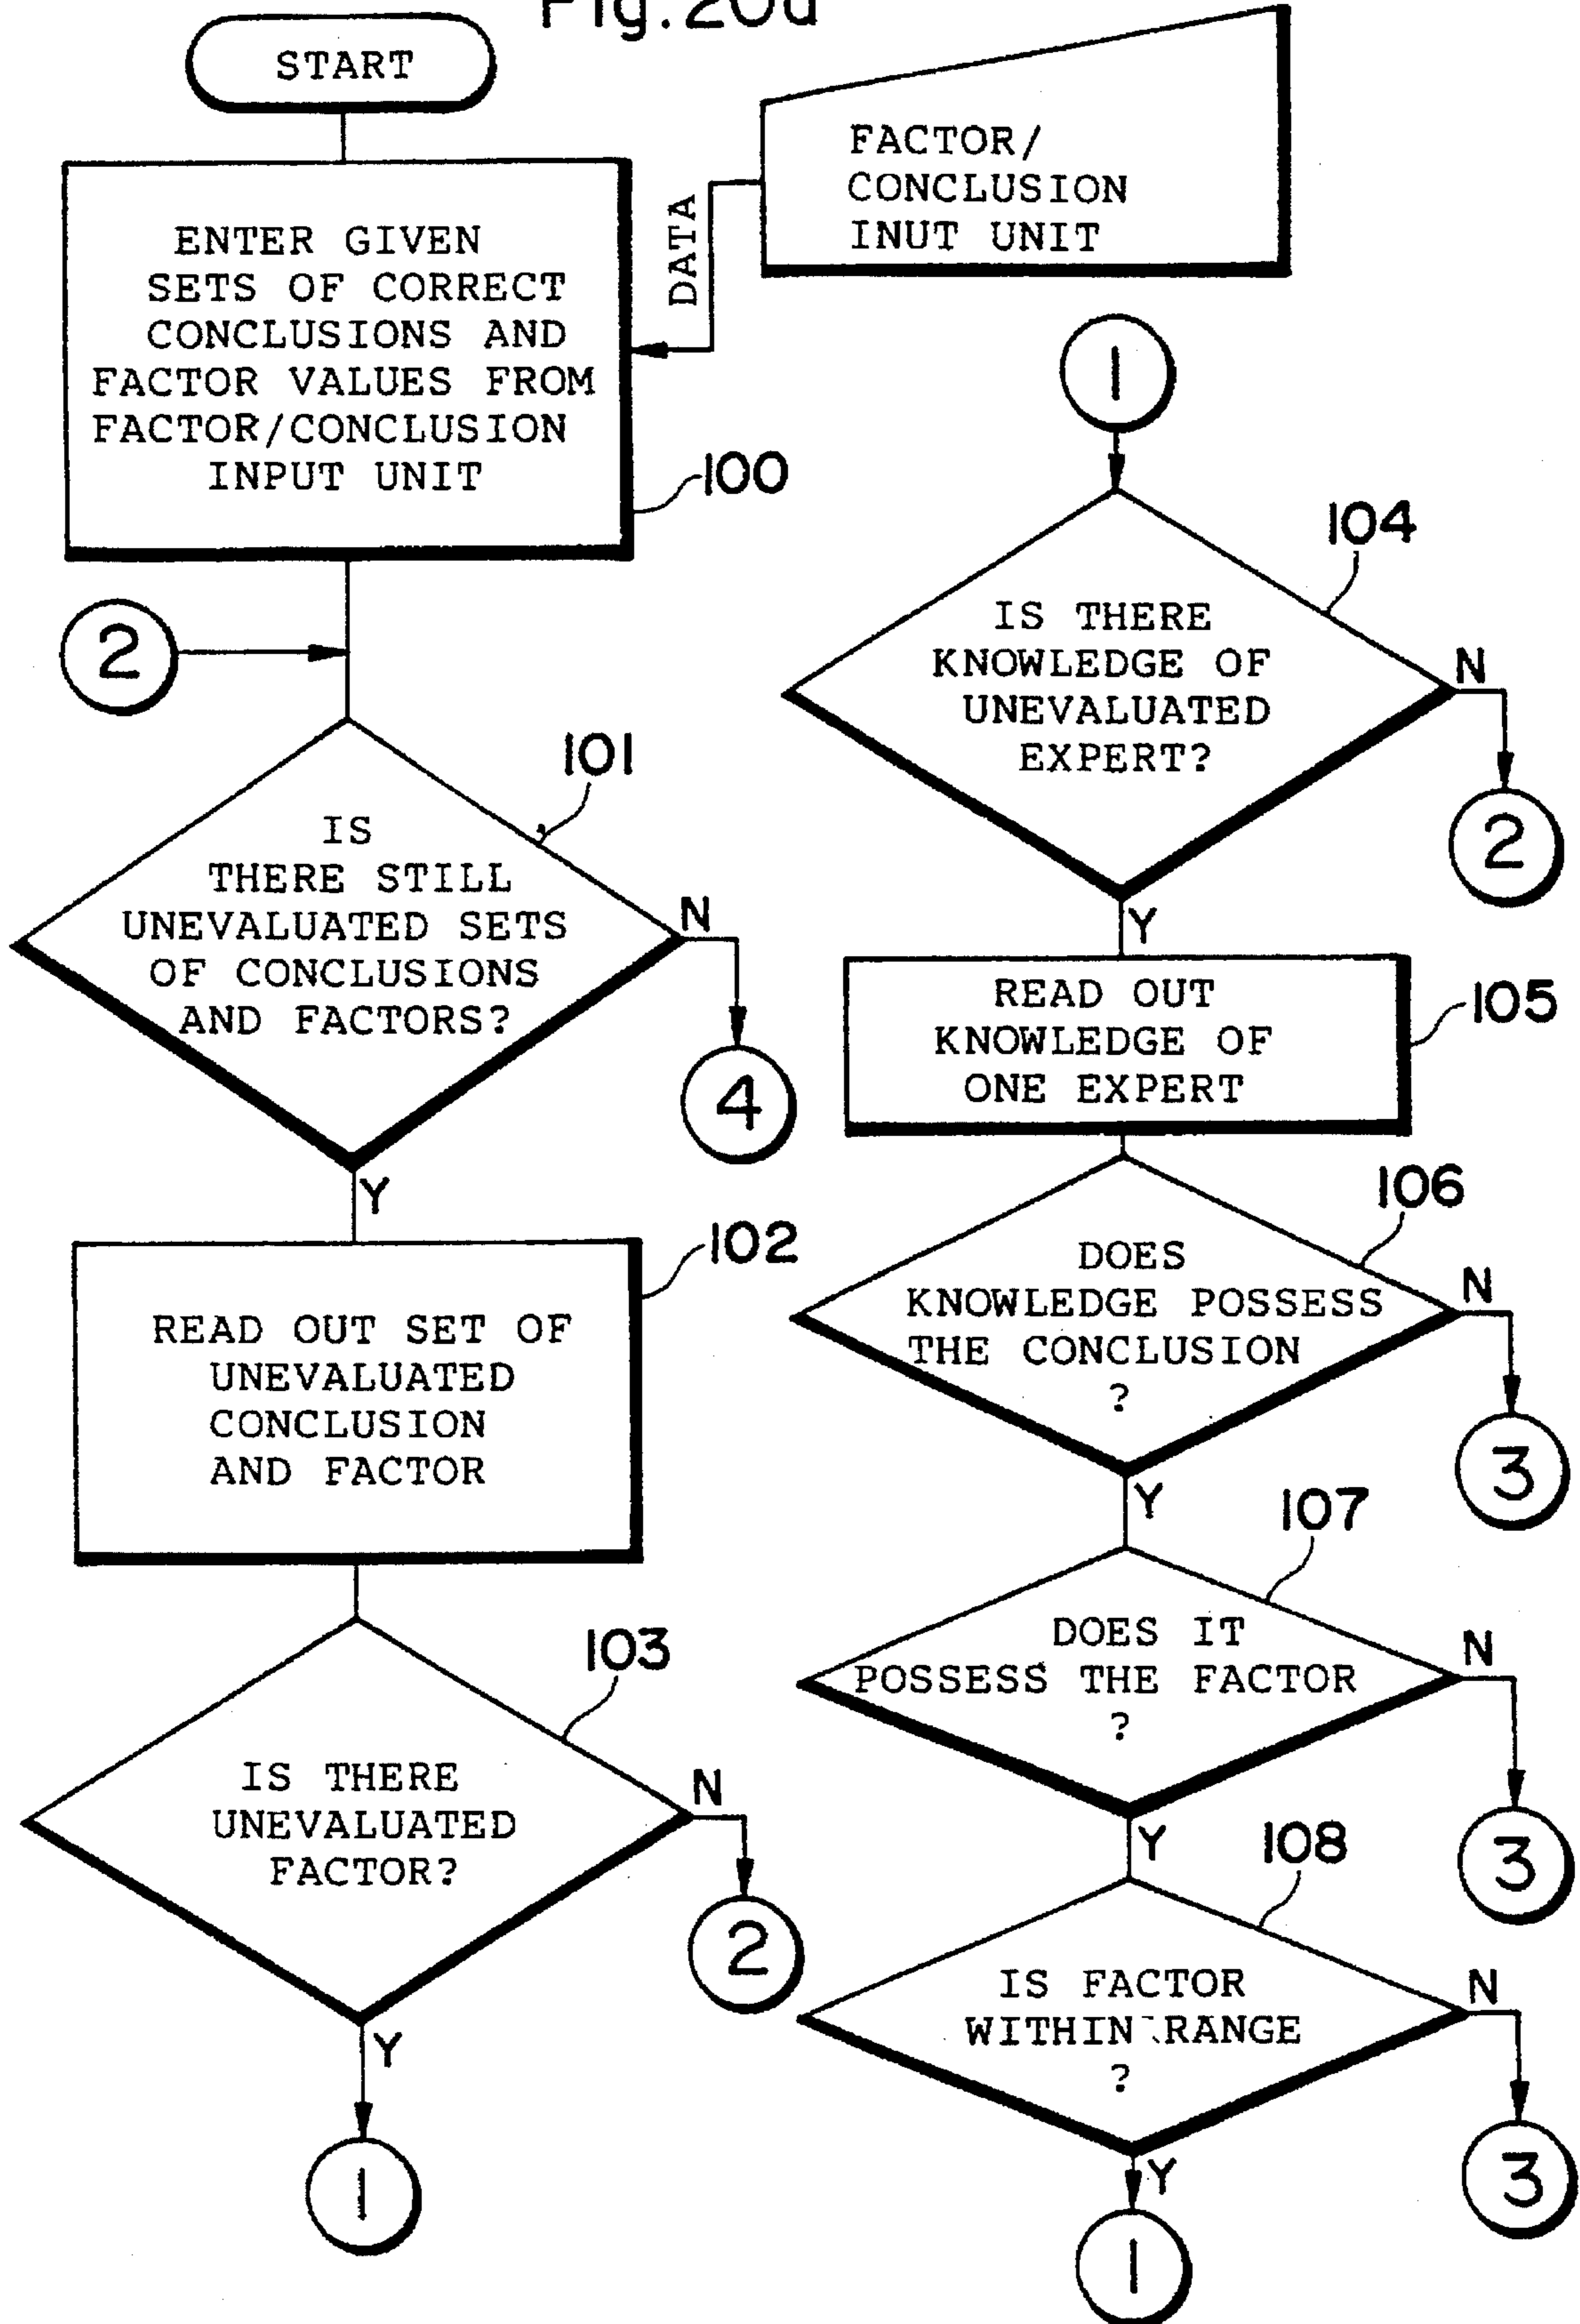 Fig.20a
START
FACTOR/
CONCLUSION
INUT UNIT
DATA
ENTER GIVEN
SETS OF CORRECT
CONCLUSIONS AND
FACTOR VALUES FROM
FACTOR/CONCLUSION
INPUT UNIT
100
2
101
IS
THERE STILL
UNEVALUATED SETS
OF CONCLUSIONS
AND FACTORS?
N
4
Y
102
READ OUT SET OF
UNEVALUATED
CONCLUSION
AND FACTOR
103
IS THERE
UNEVALUATED
FACTOR?
N
2
Y
1
1
104
IS THERE
KNOWLEDGE OF
UNEVALUATED
EXPERT?
N
2
Y
READ OUT
KNOWLEDGE OF
ONE EXPERT
105
106
DOES
KNOWLEDGE POSSESS
THE CONCLUSION
?
N
3
Y
107
DOES IT
POSSESS THE FACTOR
?
N
3
Y
108
IS FACTOR
WITHIN RANGE
?
N
3
Y
1